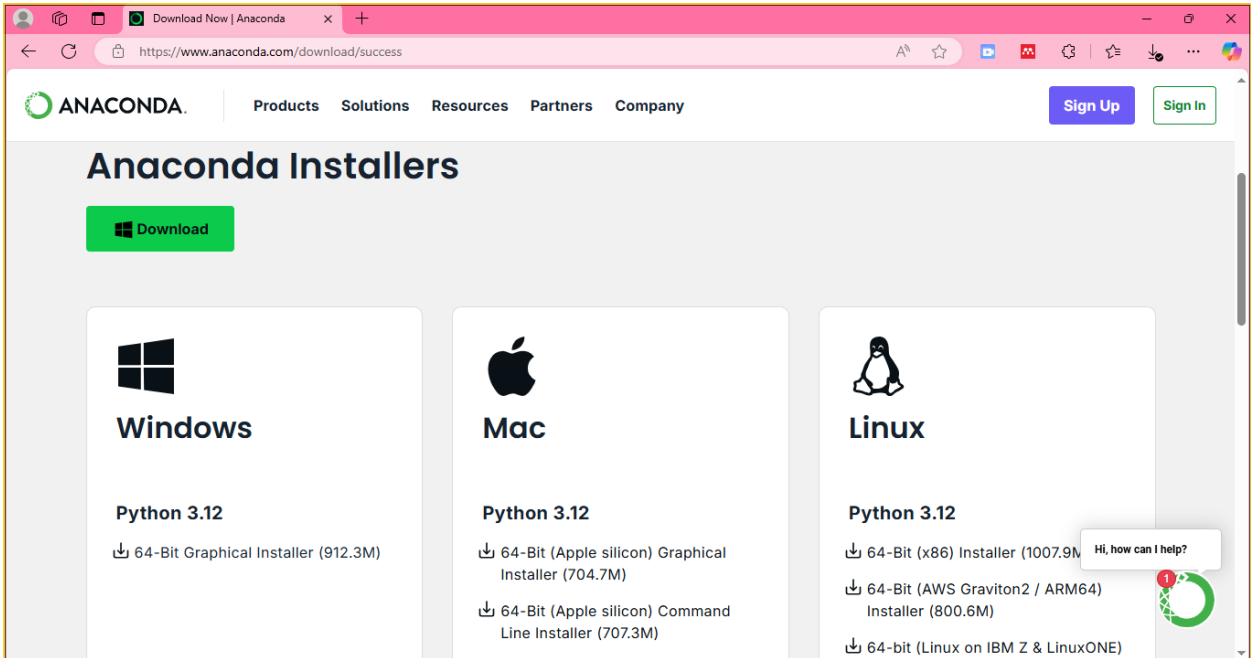 Download Now | Anaconda
https://www.anaconda.com/download/success
ANACONDA.
Products Solutions Resources Partners Company
Sign Up
Sign In
Anaconda Installers
Download
Windows
Python 3.12
64-Bit Graphical Installer (912.3M)
Mac
Python 3.12
64-Bit (Apple silicon) Graphical
Installer (704.7M)
64-Bit (Apple silicon) Command
Line Installer (707.3M)
Linux
Python 3.12
64-Bit (x86) Installer (1007.9M
64-Bit (AWS Graviton2 / ARM64)
Installer (800.6M)
64-bit (Linux on IBM Z & LinuxONE)
Hi, how can I help?
1